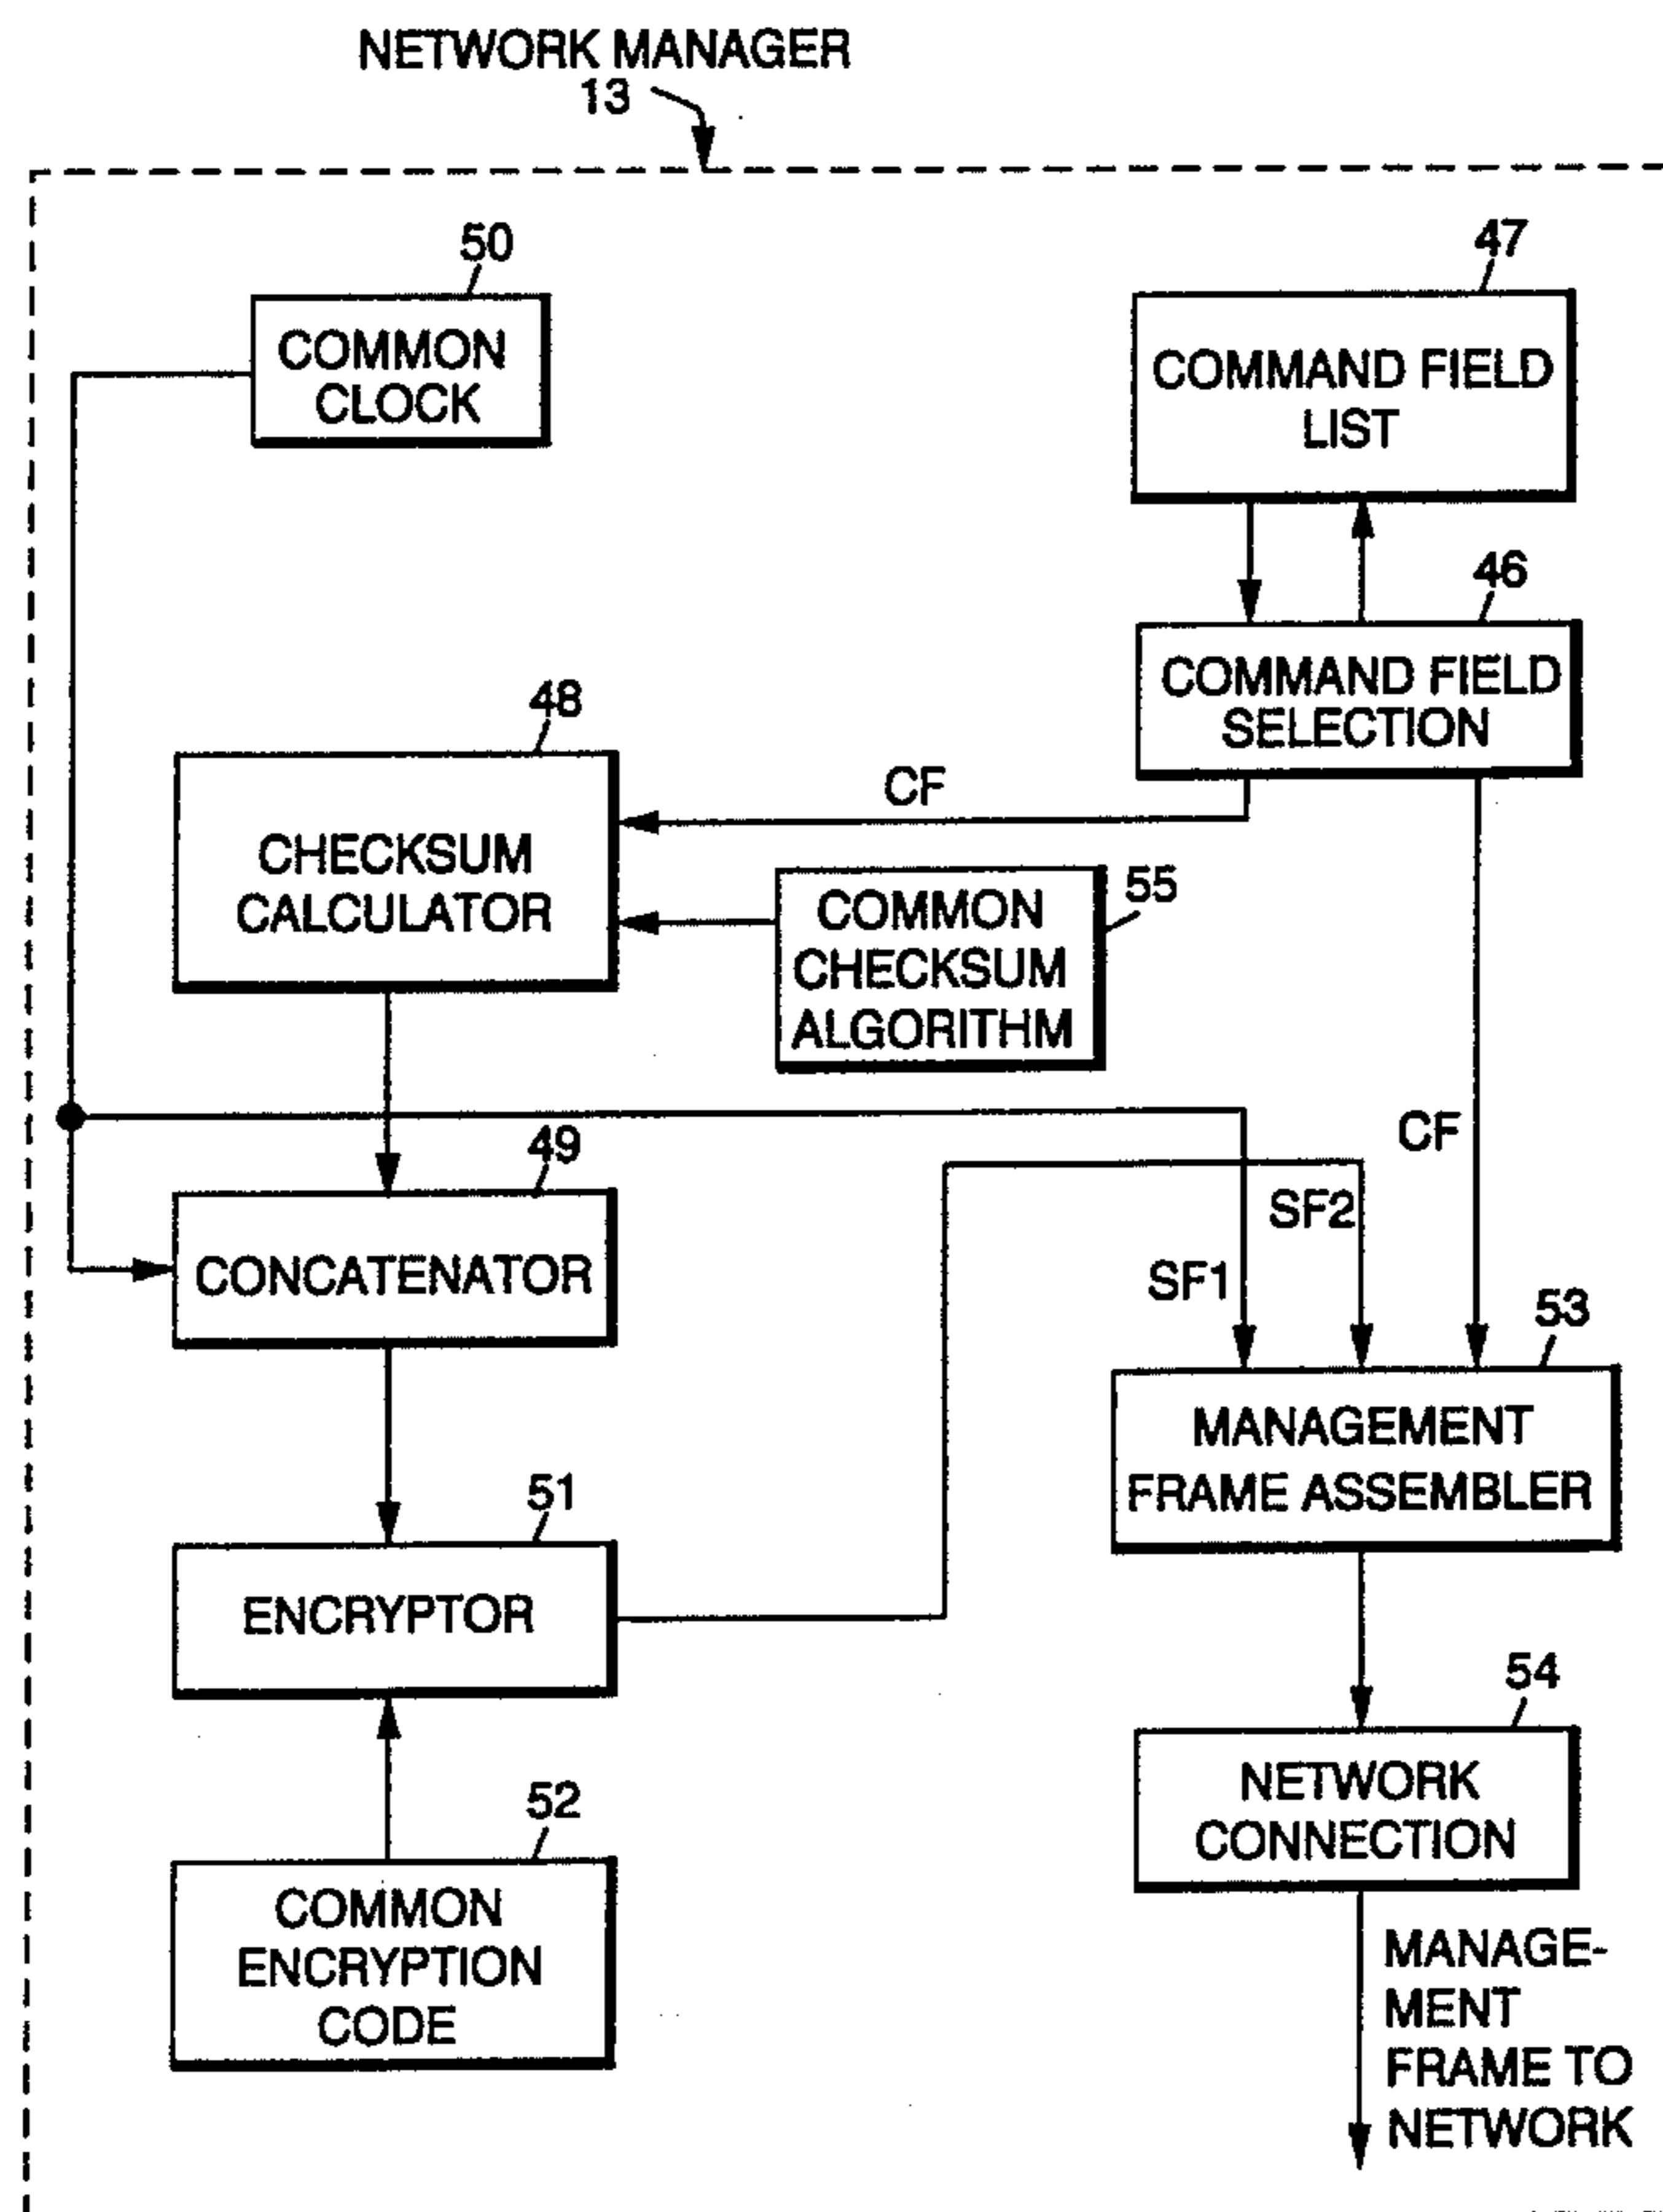 NETWORK MANAGER
13
50
COMMON
CLOCK
47
COMMAND FIELD
LIST
46
COMMAND FIELD
SELECTION
48
CHECKSUM
CALCULATOR
CF
55
COMMON
CHECKSUM
ALGORITHM
CF
49
CONCATENATOR
SF2
SF1
53
MANAGEMENT
FRAME ASSEMBLER
51
ENCRYPTOR
54
NETWORK
CONNECTION
52
COMMON
ENCRYPTION
CODE
MANAGE-
MENT
FRAME TO
NETWORK